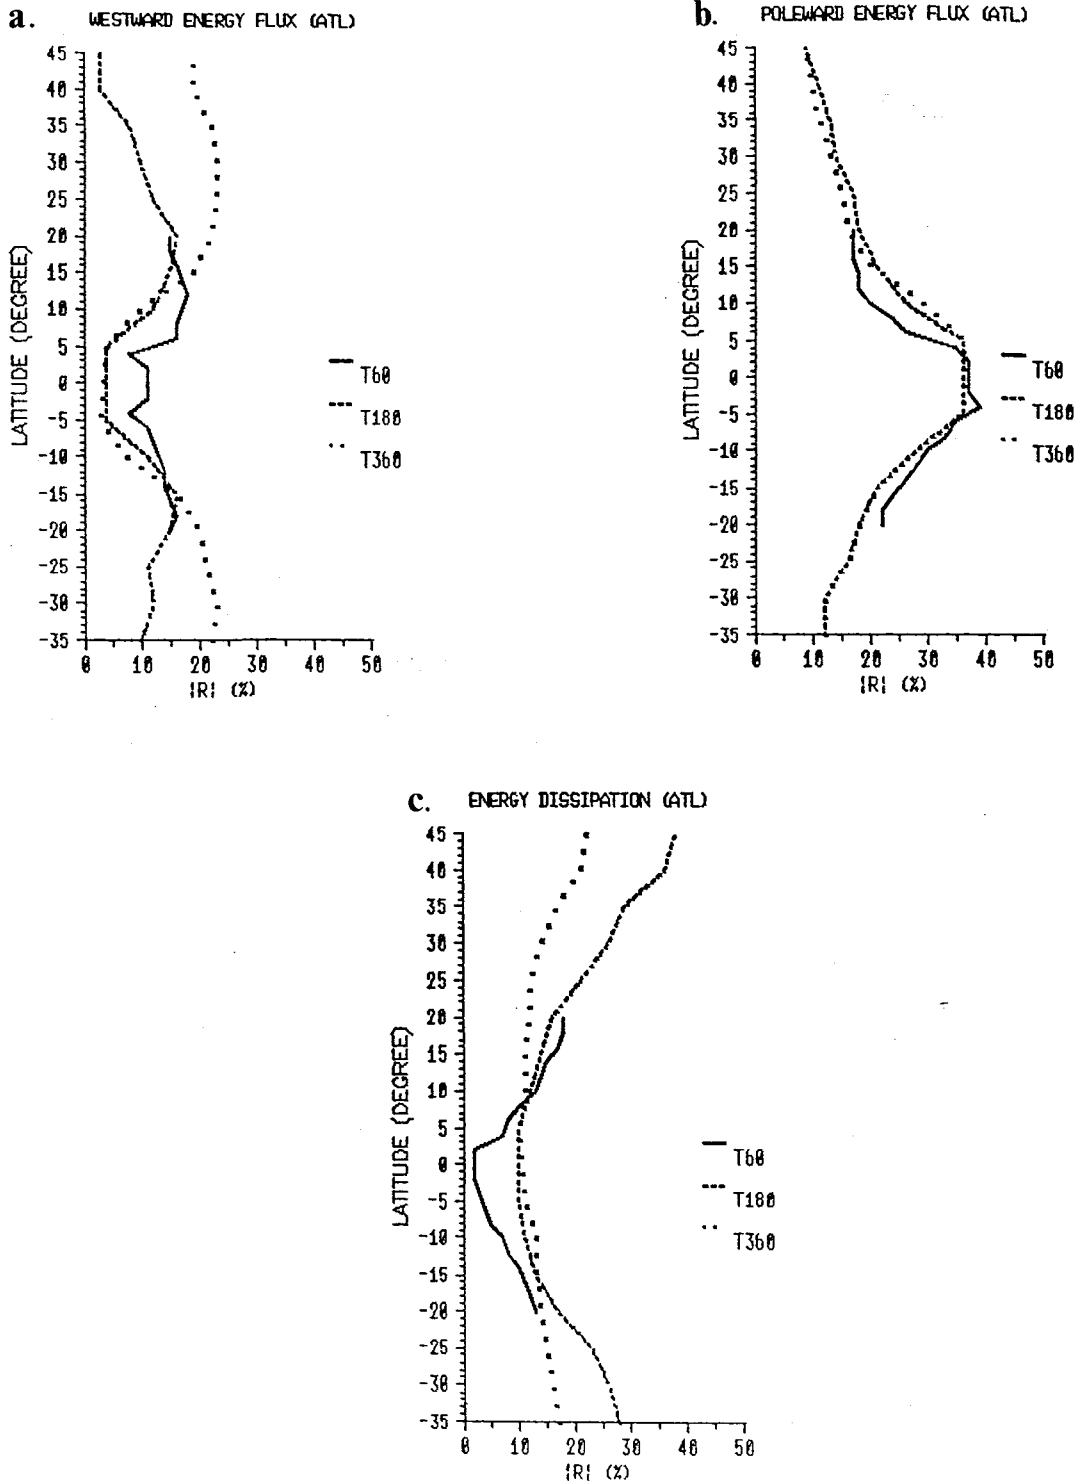 a. WESTWARD ENERGY FLUX (ATL)
45
40
35
30
25
20
15
10
5
0
-5
-10
-15
-20
-25
-30
-35
LATITUDE (DEGREE)
0 10 20 30 40 50
|R| (%)
T60
T180
T360
b. POLEWARD ENERGY FLUX (ATL)
45
40
35
30
25
20
15
10
5
0
-5
-10
-15
-20
-25
-30
-35
LATITUDE (DEGREE)
0 10 20 30 40 50
|R| (%)
T60
T180
T360
c. ENERGY DISSIPATION (ATL)
45
40
35
30
25
20
15
10
5
0
-5
-10
-15
-20
-25
-30
-35
LATITUDE (DEGREE)
0 10 20 30 40 50
|R| (%)
T60
T180
T360